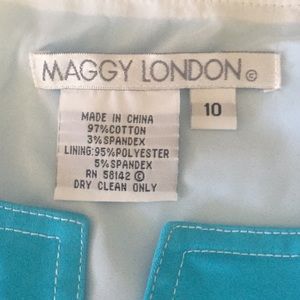 MAGGY LONDON ©
10
MADE IN CHINA
97%COTTON
3%SPANDEX
LINING:95%POLYESTER
5%SPANDEX
RN 58142 ©
DRY CLEAN ONLY